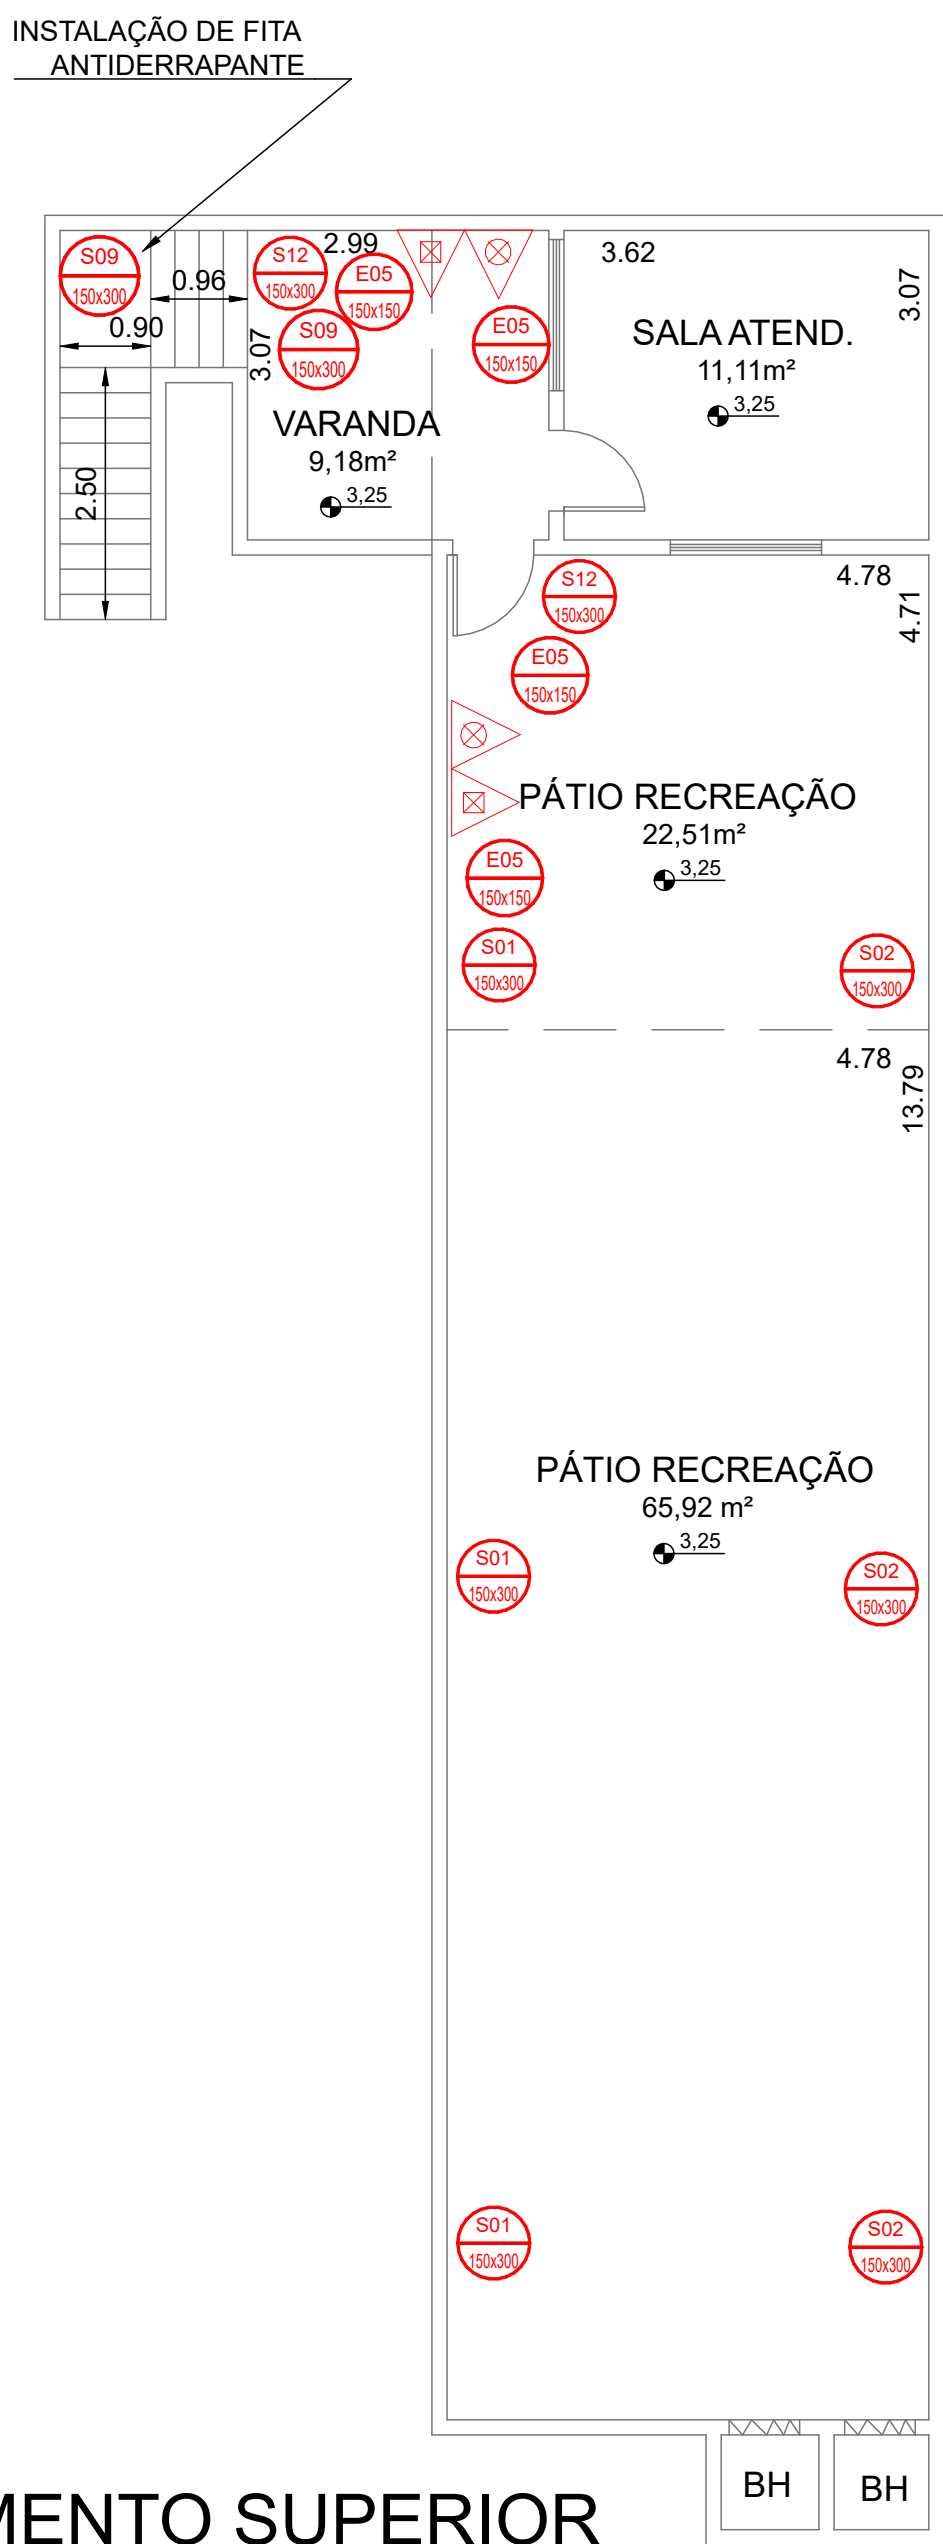 INSTALAÇÃO DE FITA
ANTIDERRAPANTE
S09
150x300
0.96
0.90
2.50
S12
150x300
2.99
E05
150x150
S09
150x300
3.07
E05
150x150
VARANDA
9,18m²
3,25
3.62
3.07
SALA ATEND.
11,11m²
3,25
S12
150x300
4.78
4.71
E05
150x150
PÁTIO RECREAÇÃO
22,51m²
3,25
E05
150x150
S01
150x300
S02
150x300
4.78
13.79
PÁTIO RECREAÇÃO
65,92 m²
3,25
S01
150x300
S02
150x300
S01
150x300
S02
150x300
BH
BH
MENTO SUPERIOR